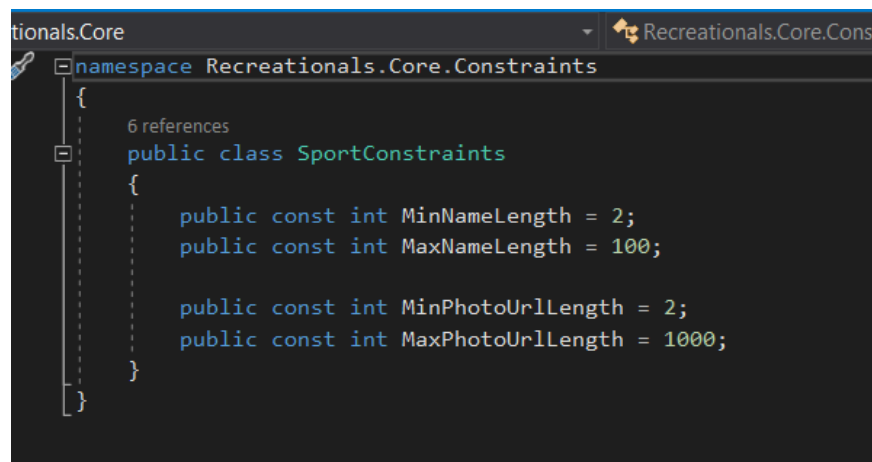 tionals.Core
Recreationals.Core.Cons
namespace Recreationals.Core.Constraints
{
6 references
public class SportConstraints
{
public const int MinNameLength = 2;
public const int MaxNameLength = 100;
public const int MinPhotoUrlLength = 2;
public const int MaxPhotoUrlLength = 1000;
}
}